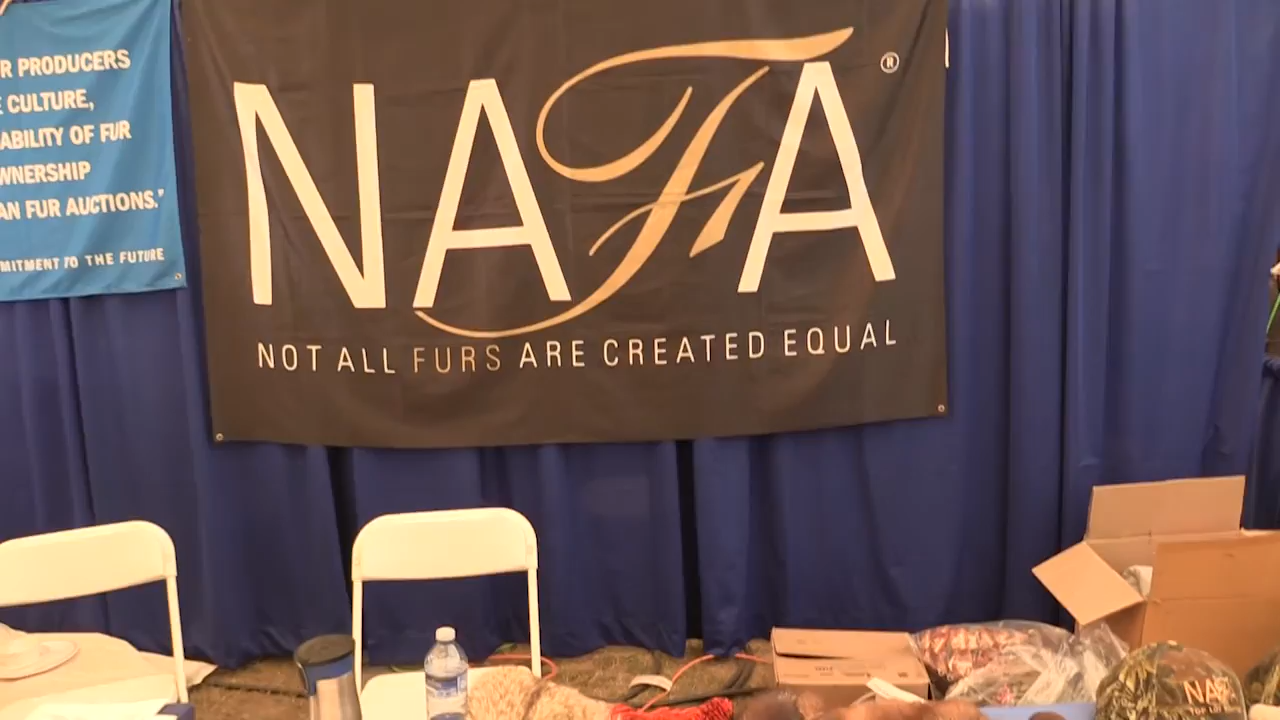 R PRODUCERS
CULTURE,
ABILITY OF FUR
WNERSHIP
AN FUR AUCTIONS."
MITMENT TO THE FUTURE
NAFA®
NOT ALL FURS ARE CREATED EQUAL
NAFA